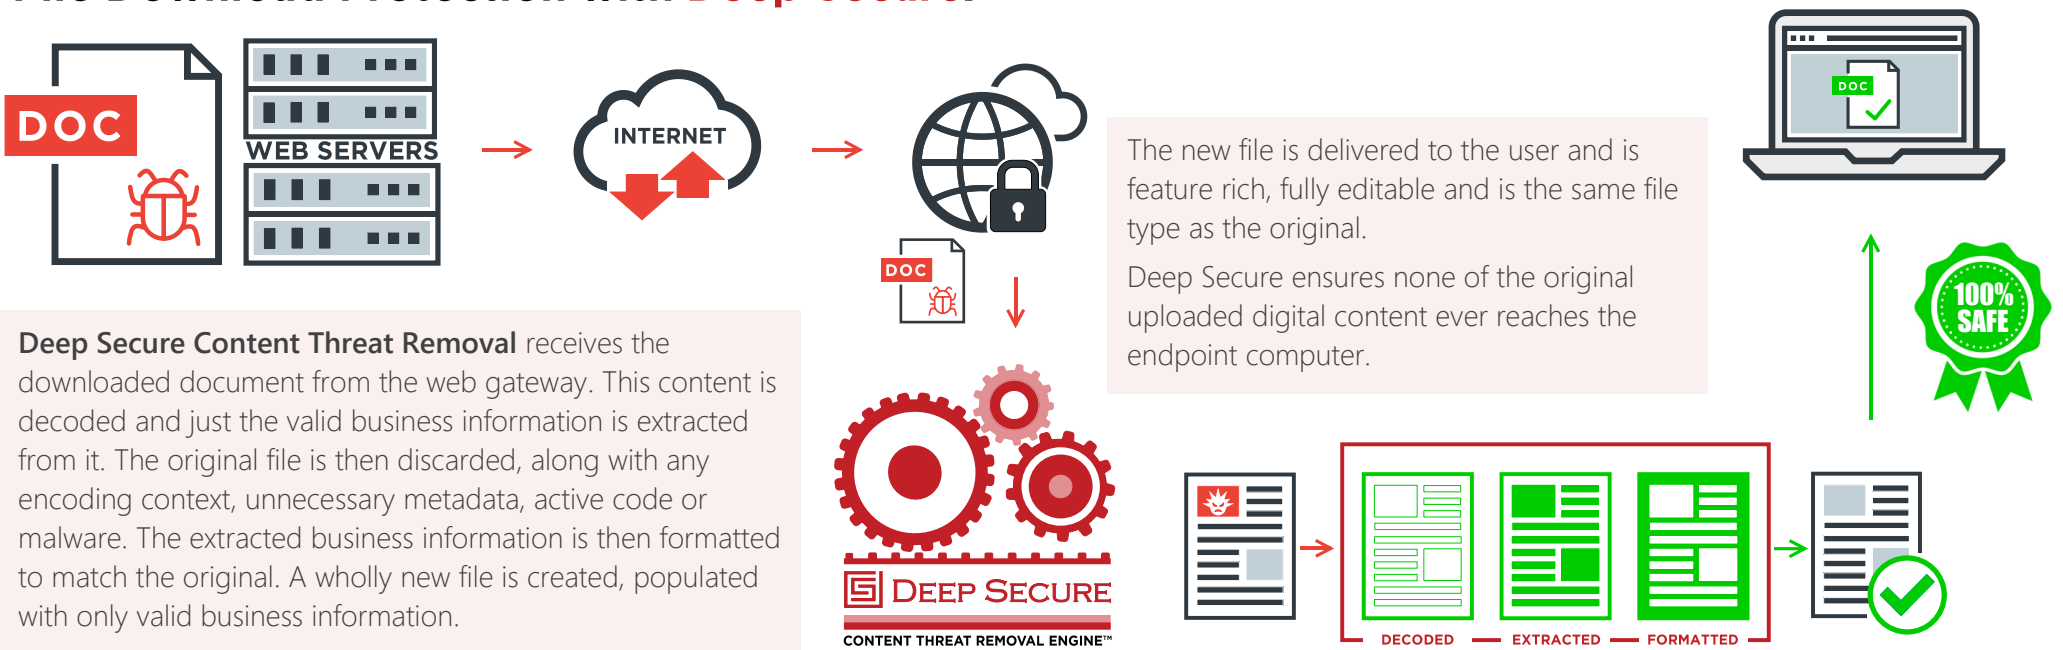 File Download Protection with Deep Secure.
DOC
WEB SERVERS
INTERNET
DOC
DOC
The new file is delivered to the user and is
feature rich, fully editable and is the same file
type as the original.
Deep Secure ensures none of the original
uploaded digital content ever reaches the
endpoint computer.
100%
SAFE
Deep Secure Content Threat Removal receives the
downloaded document from the web gateway. This content is
decoded and just the valid business information is extracted
from it. The original file is then discarded, along with any
encoding context, unnecessary metadata, active code or
malware. The extracted business information is then formatted
to match the original. A wholly new file is created, populated
with only valid business information.
DEEP SECURE
CONTENT THREAT REMOVAL ENGINE™
DECODED
EXTRACTED
FORMATTED